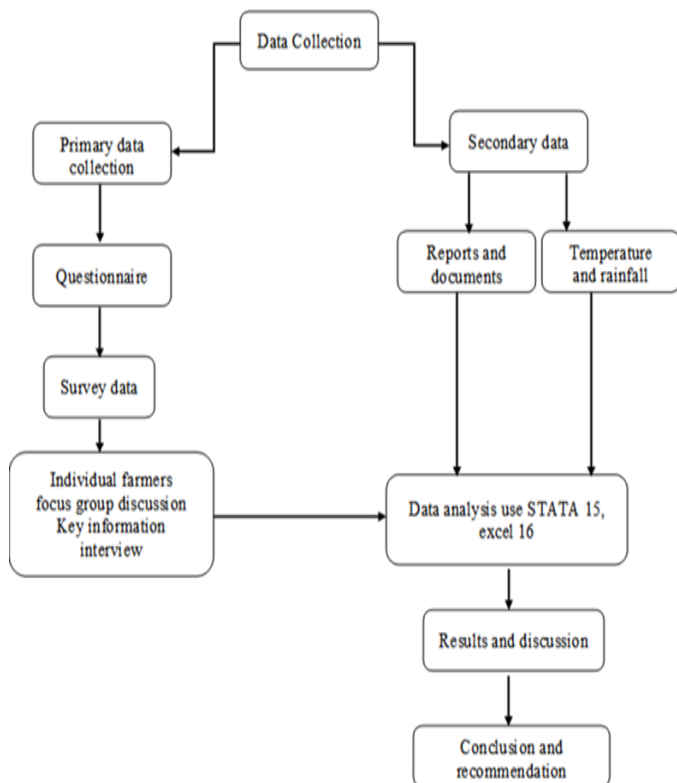 Data Collection
Primary data
collection
Secondary data
Questionnaire
Reports and
documents
Temperature
and rainfall
Survey data
Individual farmers
focus group discussion
Key information
interview
Data analysis use STATA 15,
excel 16
Results and discussion
Conclusion and
recommendation